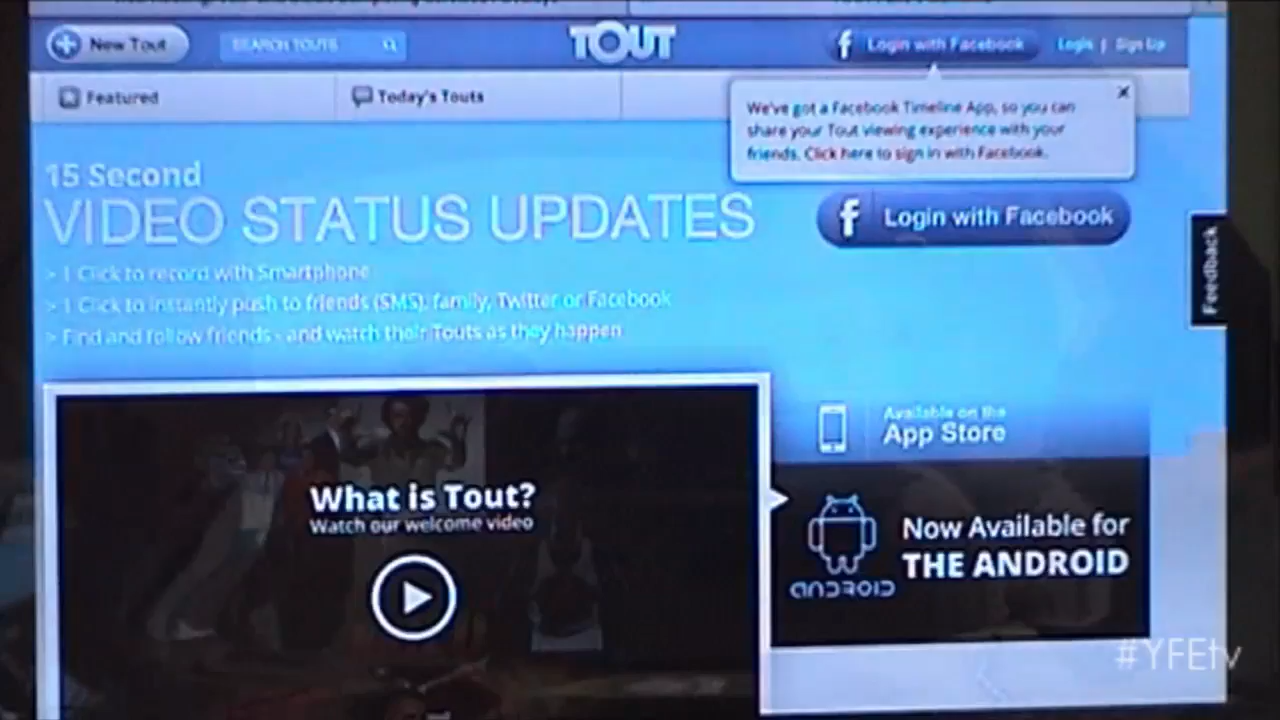 New Tout
SEARCH TOUTS
TOUT
Login with Facebook
Login | Sign Up
Featured
Today's Touts
We've got a Facebook Timeline App, so you can
share your Tout viewing experience with your
friends. Click here to sign in with Facebook.
15 Second
VIDEO STATUS UPDATES
Login with Facebook
Feedback
> 1 Click to record with Smartphone
> 1 Click to instantly push to friends (SMS), family, Twitter or Facebook
> Find and follow friends - and watch their Touts as they happen
Available on the
App Store
What is Tout?
Watch our welcome video
Now Available for
THE ANDROID
ANDROID
#YFEtv